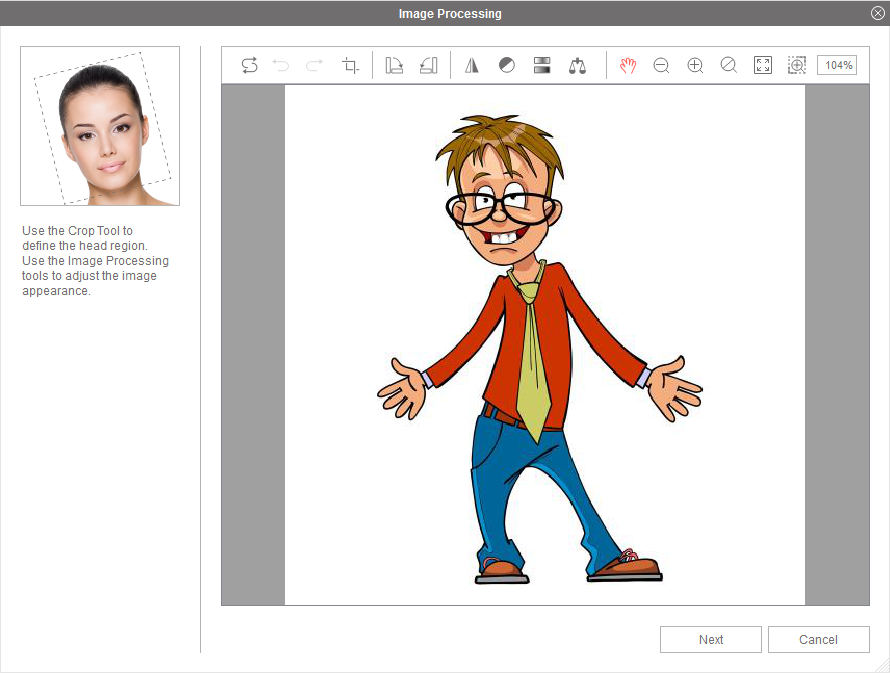 Image Processing
104%
Use the Crop Tool to
define the head region.
Use the Image Processing
tools to adjust the image
appearance.
Next
Cancel